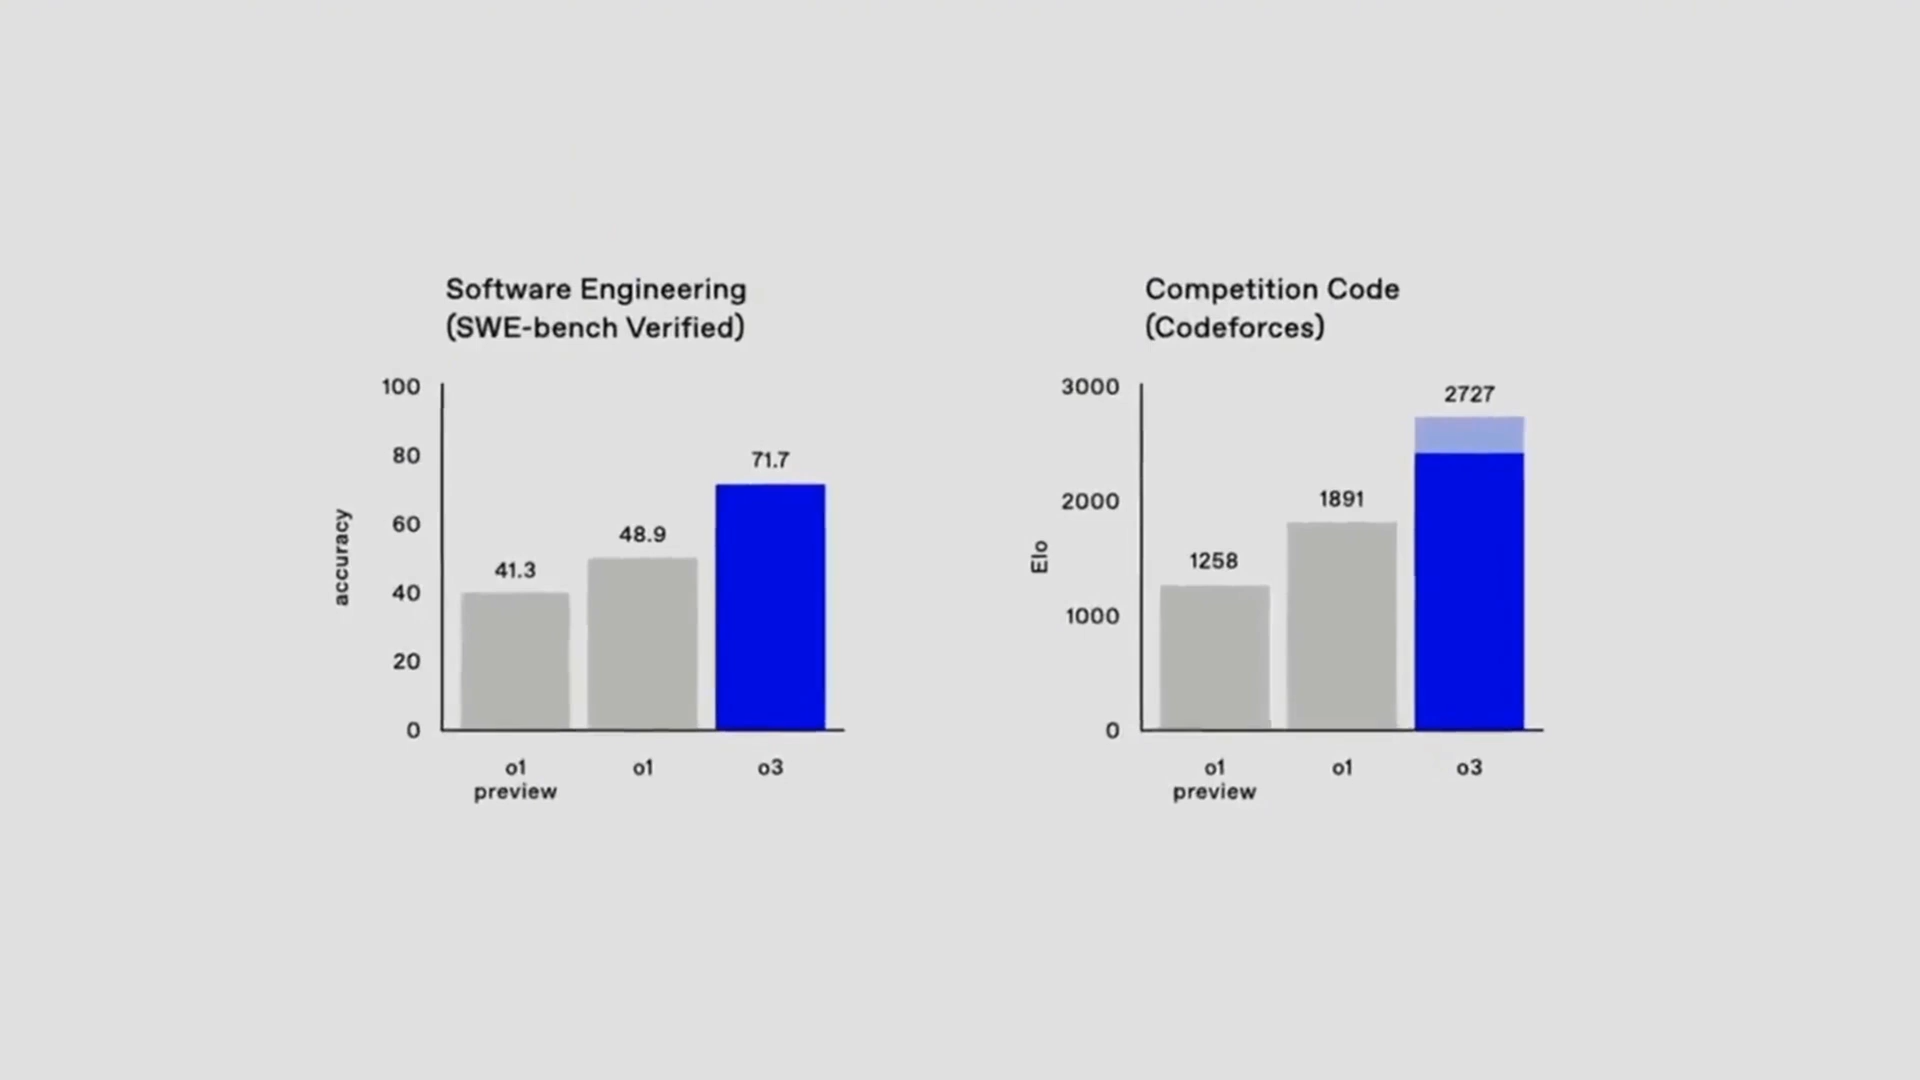 Software Engineering
(SWE-bench Verified)
accuracy
100
80
60
40
20
0
41.3
48.9
71.7
o1
preview
o1
o3
Competition Code
(Codeforces)
Elo
3000
2000
1000
0
1258
1891
2727
o1
preview
o1
o3